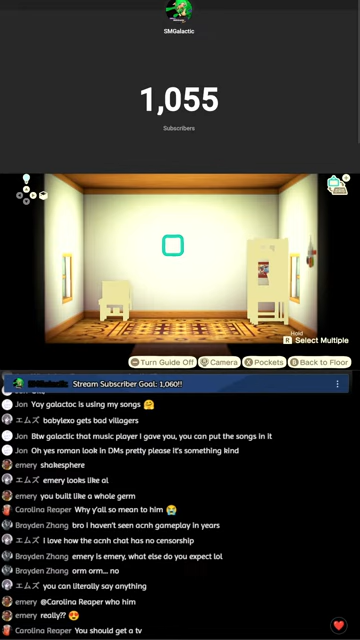 SMGalactic
1,055
Subscribers
Hold
R Select Multiple
Turn Guide Off
Camera
X Pockets
B Back to Floor
SMGalactic Stream Subscriber Goal: 1,060!!
Jon Yay galactoc is using my songs 🤗
エムズ babylexo gets bad villagers
Jon Btw galactic that music player I gave you, you can put the songs in it
Jon Oh yes roman look in DMs pretty please it's something kind
emery shakesphere
エムズ emery looks like al
emery you built like a whole germ
Carolina Reaper Why y'all so mean to him 😭
Brayden Zhang bro I haven't seen acnh gameplay in years
エムズ I love how the acnh chat has no censorship
Brayden Zhang emery is emery, what else do you expect lol
Brayden Zhang orm orm... no
エムズ you can literally say anything
emery @Carolina Reaper who him
emery really?? 😍
Carolina Reaper You should get a tv